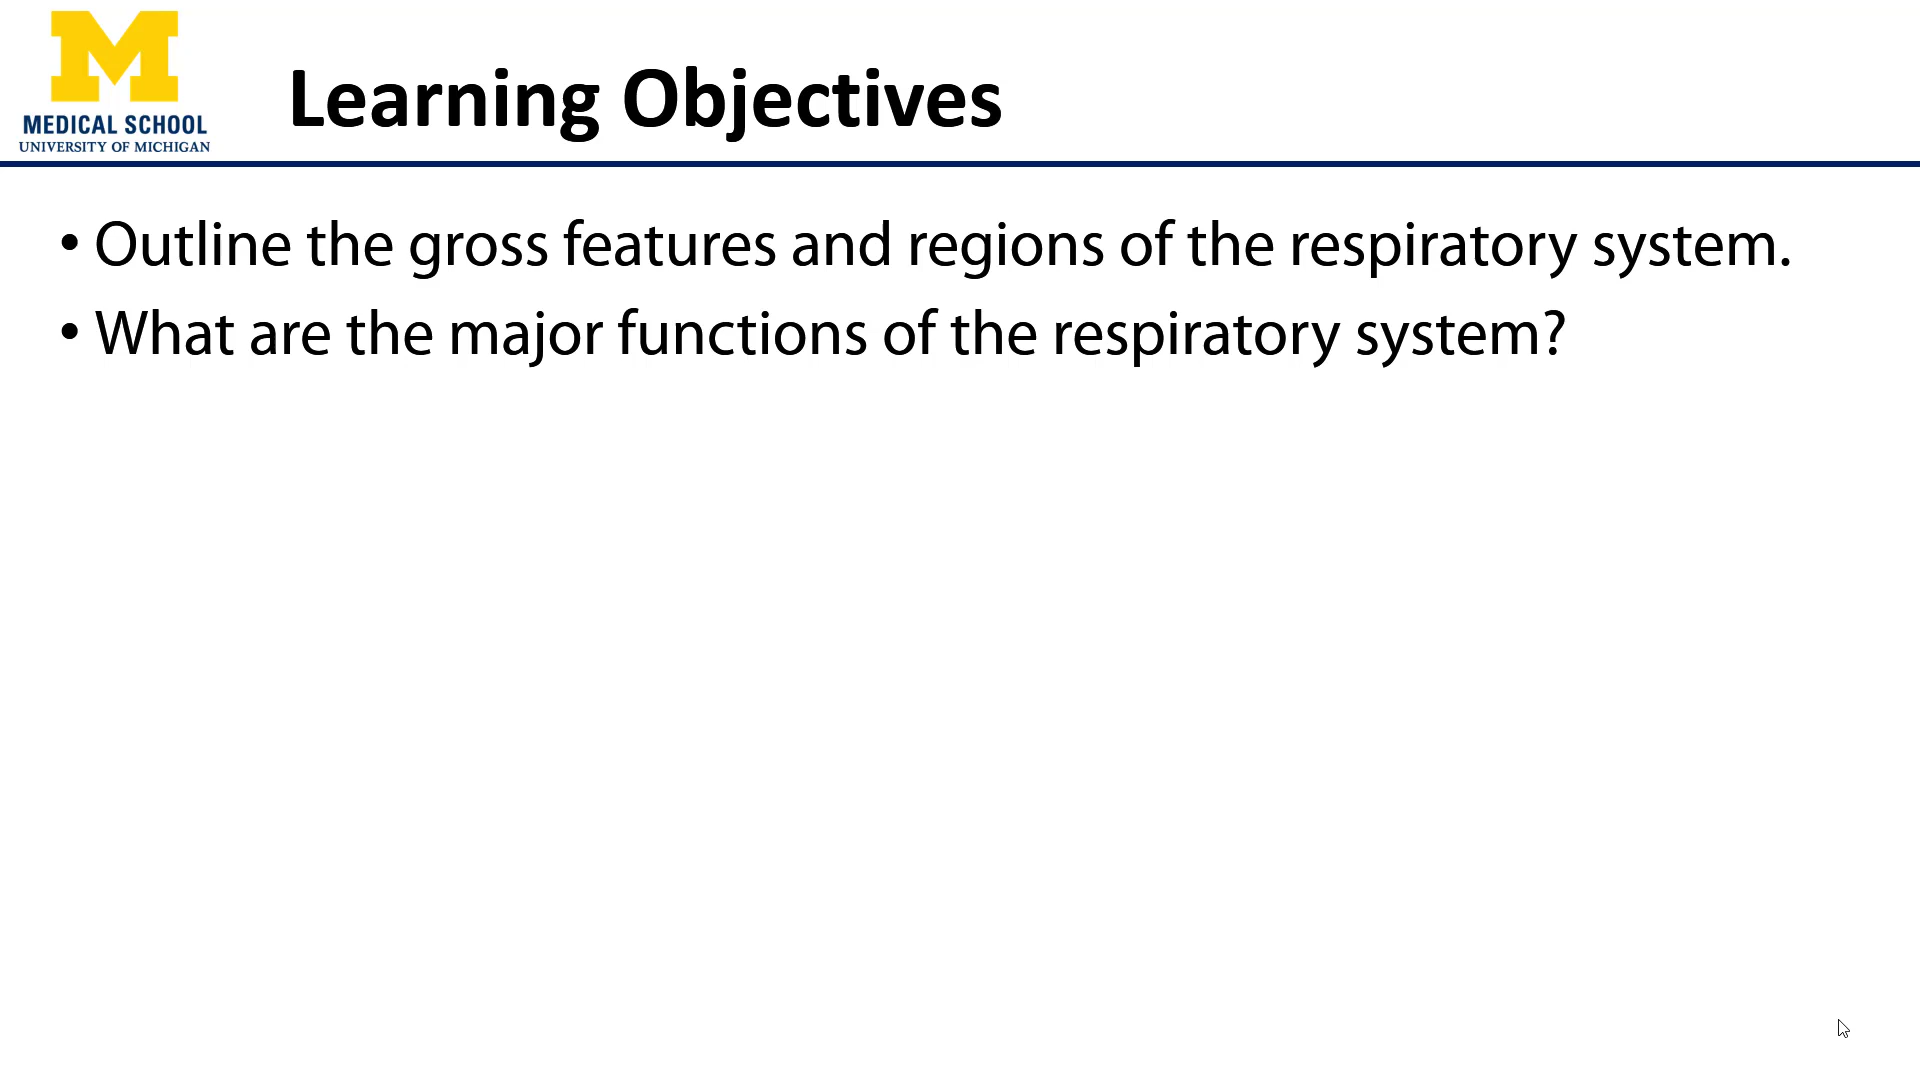 M
MEDICAL SCHOOL
UNIVERSITY OF MICHIGAN
Learning Objectives
• Outline the gross features and regions of the respiratory system.
• What are the major functions of the respiratory system?